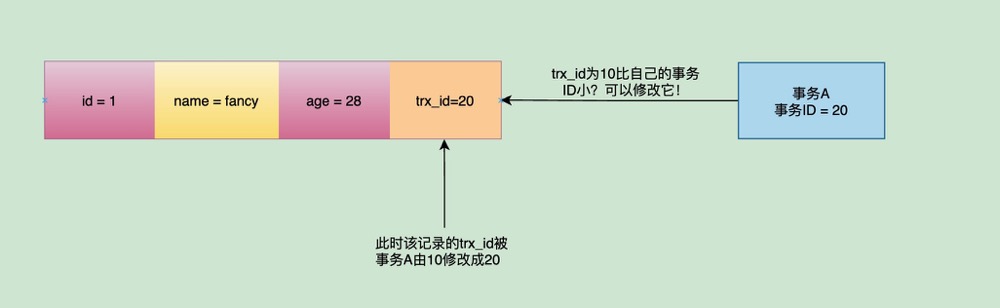 trx_id为10比自己的事务
ID小？可以修改它！
事务A
事务ID = 20
id = 1
name = fancy
age = 28
trx_id=20
此时该记录的trx_id被
事务A由10修改成20